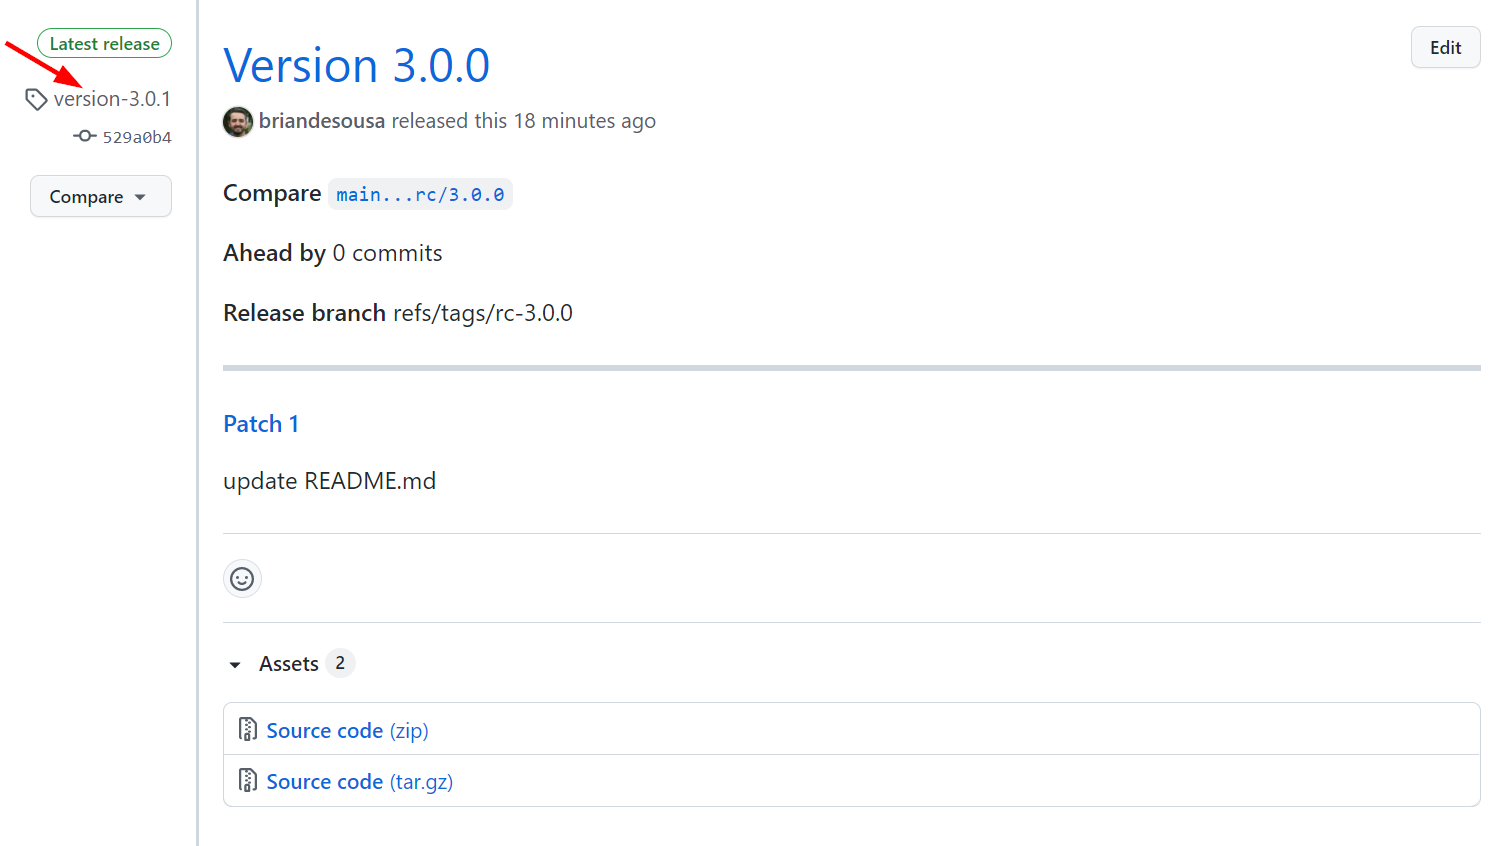 Latest release
version-3.0.1
529a0b4
Compare
Version 3.0.0
Edit
briandesousa released this 18 minutes ago
Compare main...rc/3.0.0
Ahead by 0 commits
Release branch refs/tags/rc-3.0.0
Patch 1
update README.md
Assets 2
Source code (zip)
Source code (tar.gz)